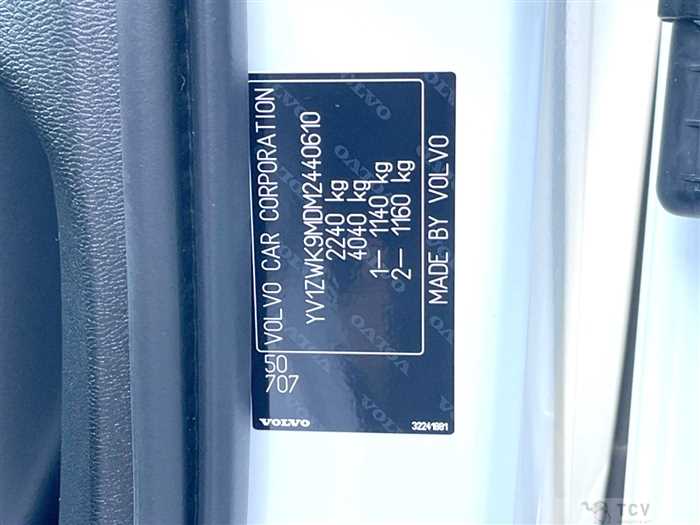 VOLVO CAR CORPORATION
YV1ZWK9MDM2440610
2240 kg
4040 kg
1— 1140 kg
2— 1160 kg
MADE BY VOLVO
50
707
VOLVO
32241881
TCV